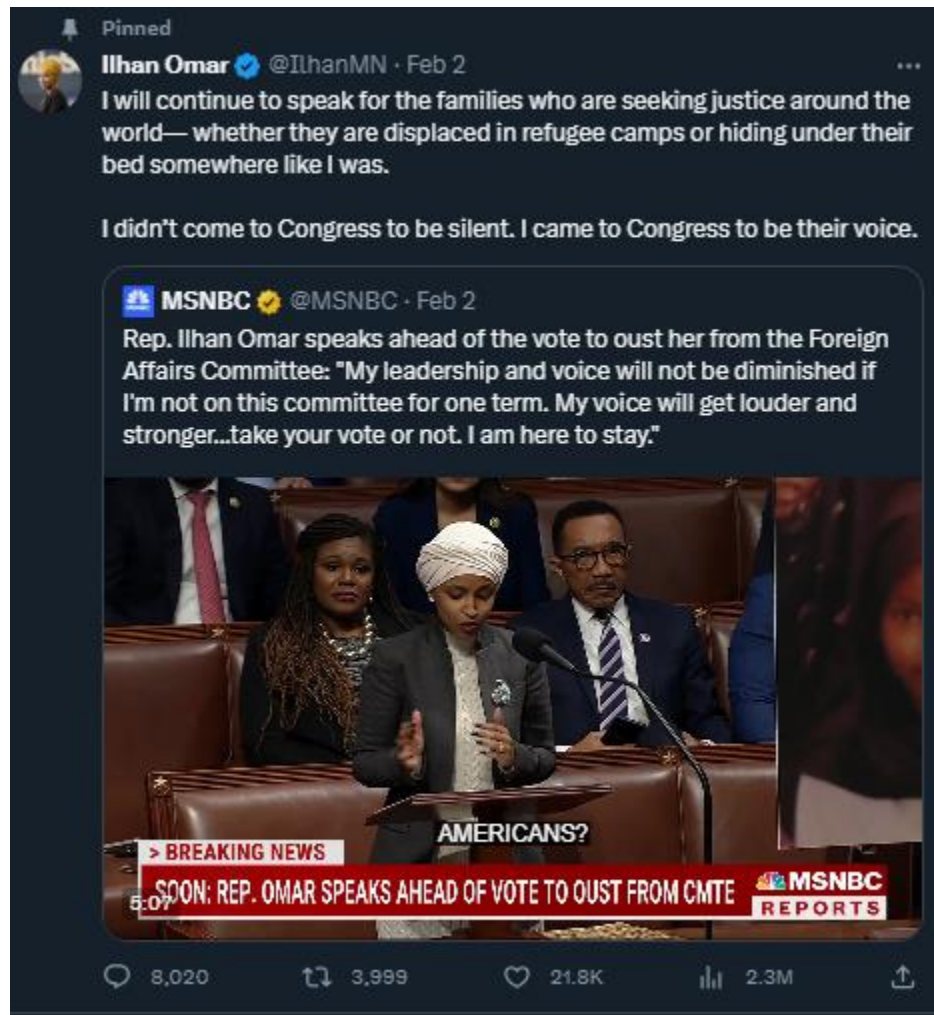 Pinned
Ilhan Omar @IlhanMN · Feb 2
I will continue to speak for the families who are seeking justice around the
world— whether they are displaced in refugee camps or hiding under their
bed somewhere like I was.
I didn't come to Congress to be silent. I came to Congress to be their voice.
MSNBC @MSNBC · Feb 2
Rep. Ilhan Omar speaks ahead of the vote to oust her from the Foreign
Affairs Committee: "My leadership and voice will not be diminished if
I'm not on this committee for one term. My voice will get louder and
stronger...take your vote or not. I am here to stay."
AMERICANS?
> BREAKING NEWS
SOON: REP. OMAR SPEAKS AHEAD OF VOTE TO OUST FROM CMTE
MSNBC
REPORTS
5:07
8,020 3,999 21.8K 2.3M